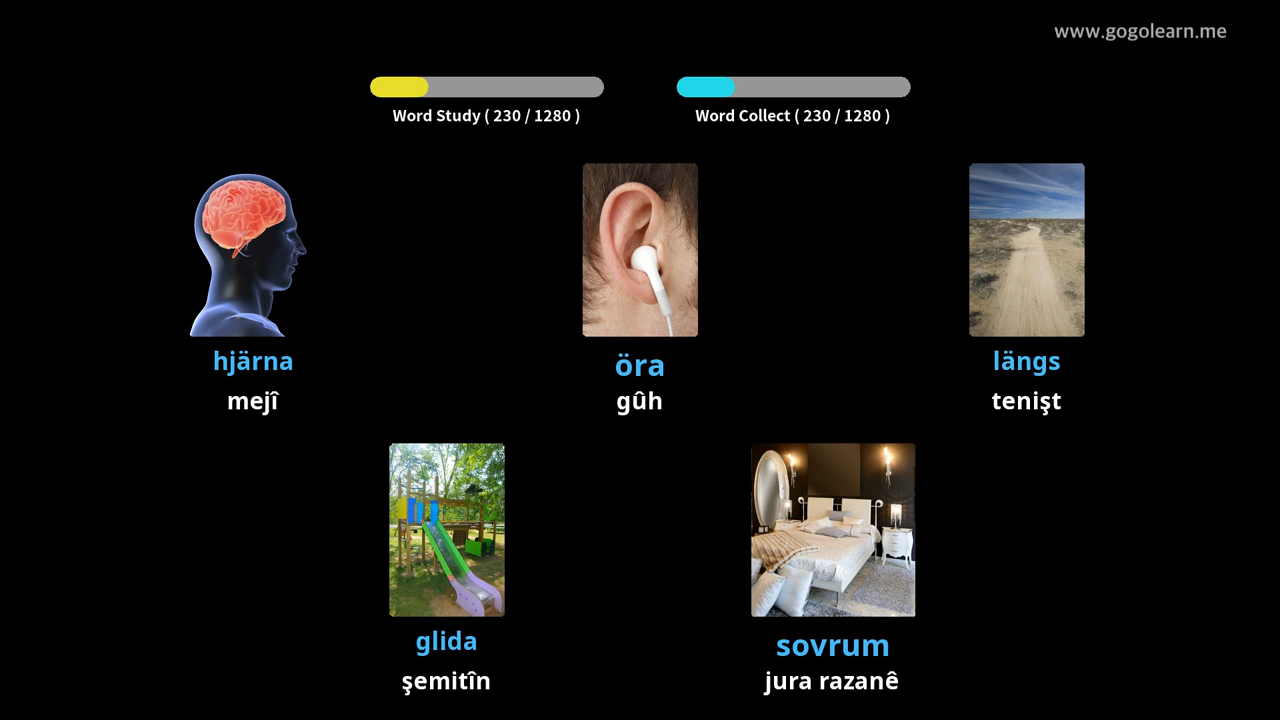 www.gogolearn.me
Word Study ( 230 / 1280 )
Word Collect ( 230 / 1280 )
hjärna
mejî
öra
gûh
längs
tenişt
glida
şemitîn
sovrum
jura razanê